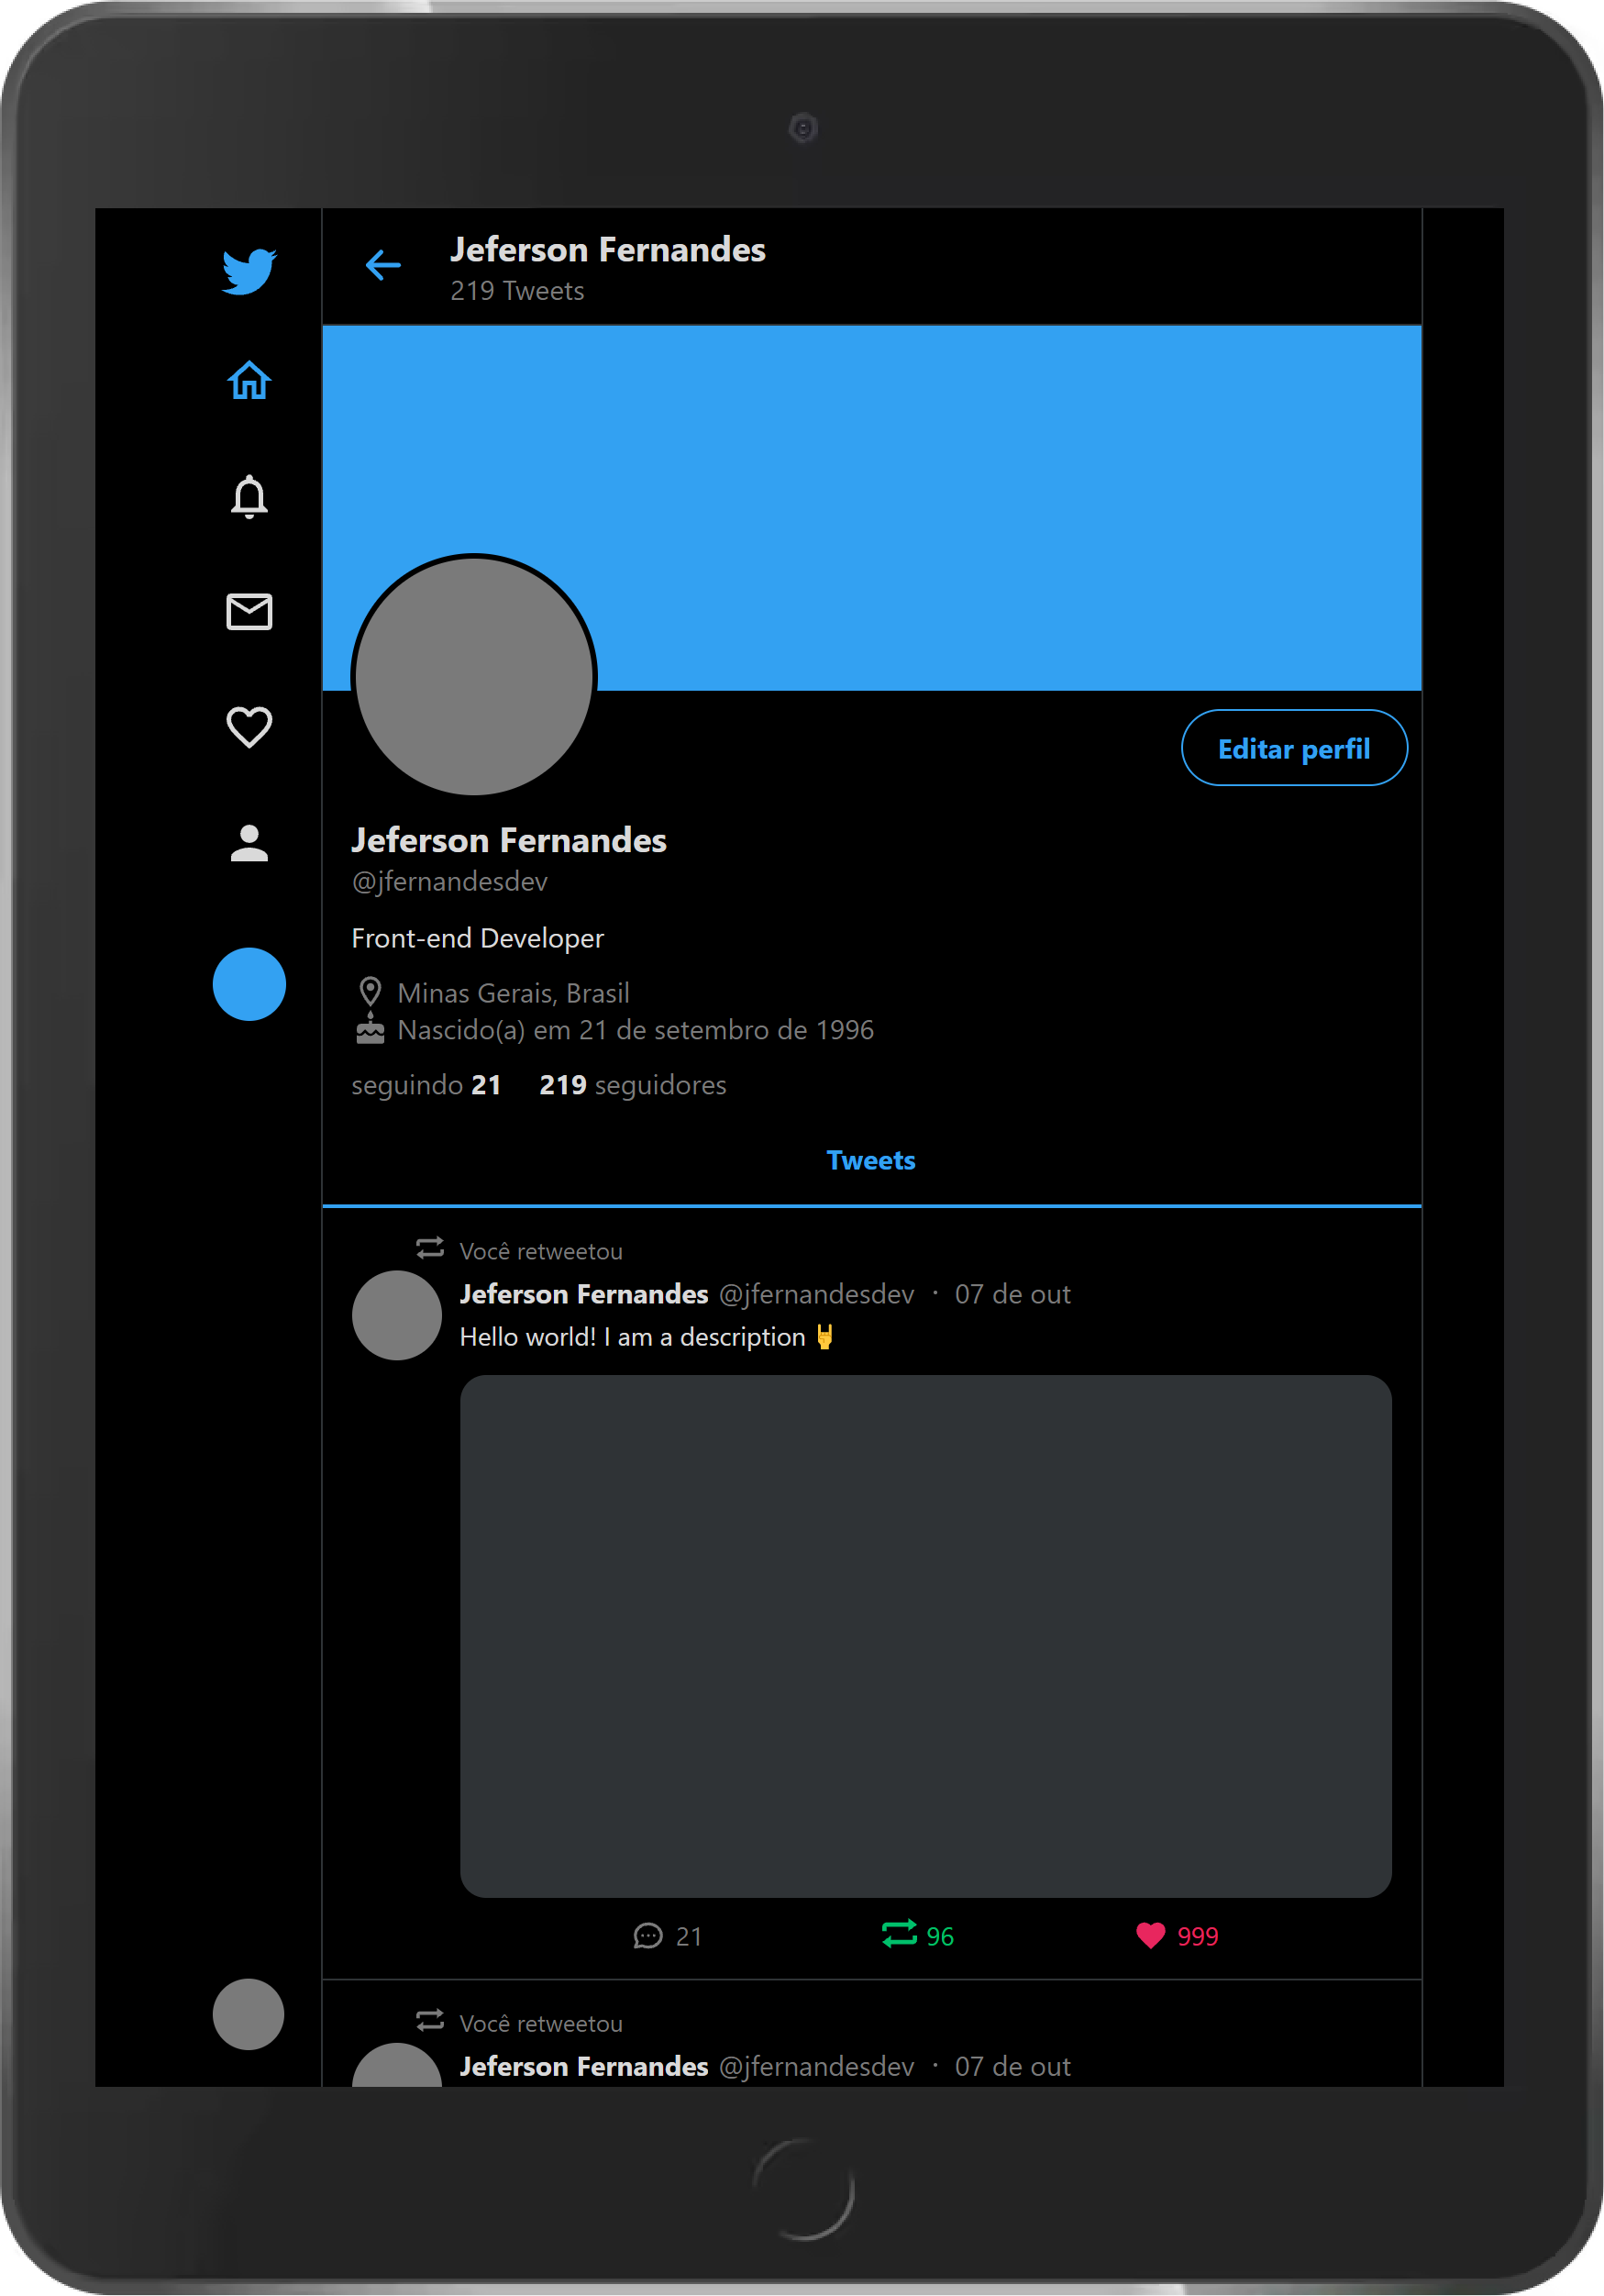 Jeferson Fernandes
219 Tweets
Editar perfil
Jeferson Fernandes
@jfernandesdev
Front-end Developer
Minas Gerais, Brasil
Nascido(a) em 21 de setembro de 1996
seguindo 21 219 seguidores
Tweets
Você retweetou
Jeferson Fernandes @jfernandesdev · 07 de out
Hello world! I am a description 🤘
21 96 999
Você retweetou
Jeferson Fernandes @jfernandesdev · 07 de out